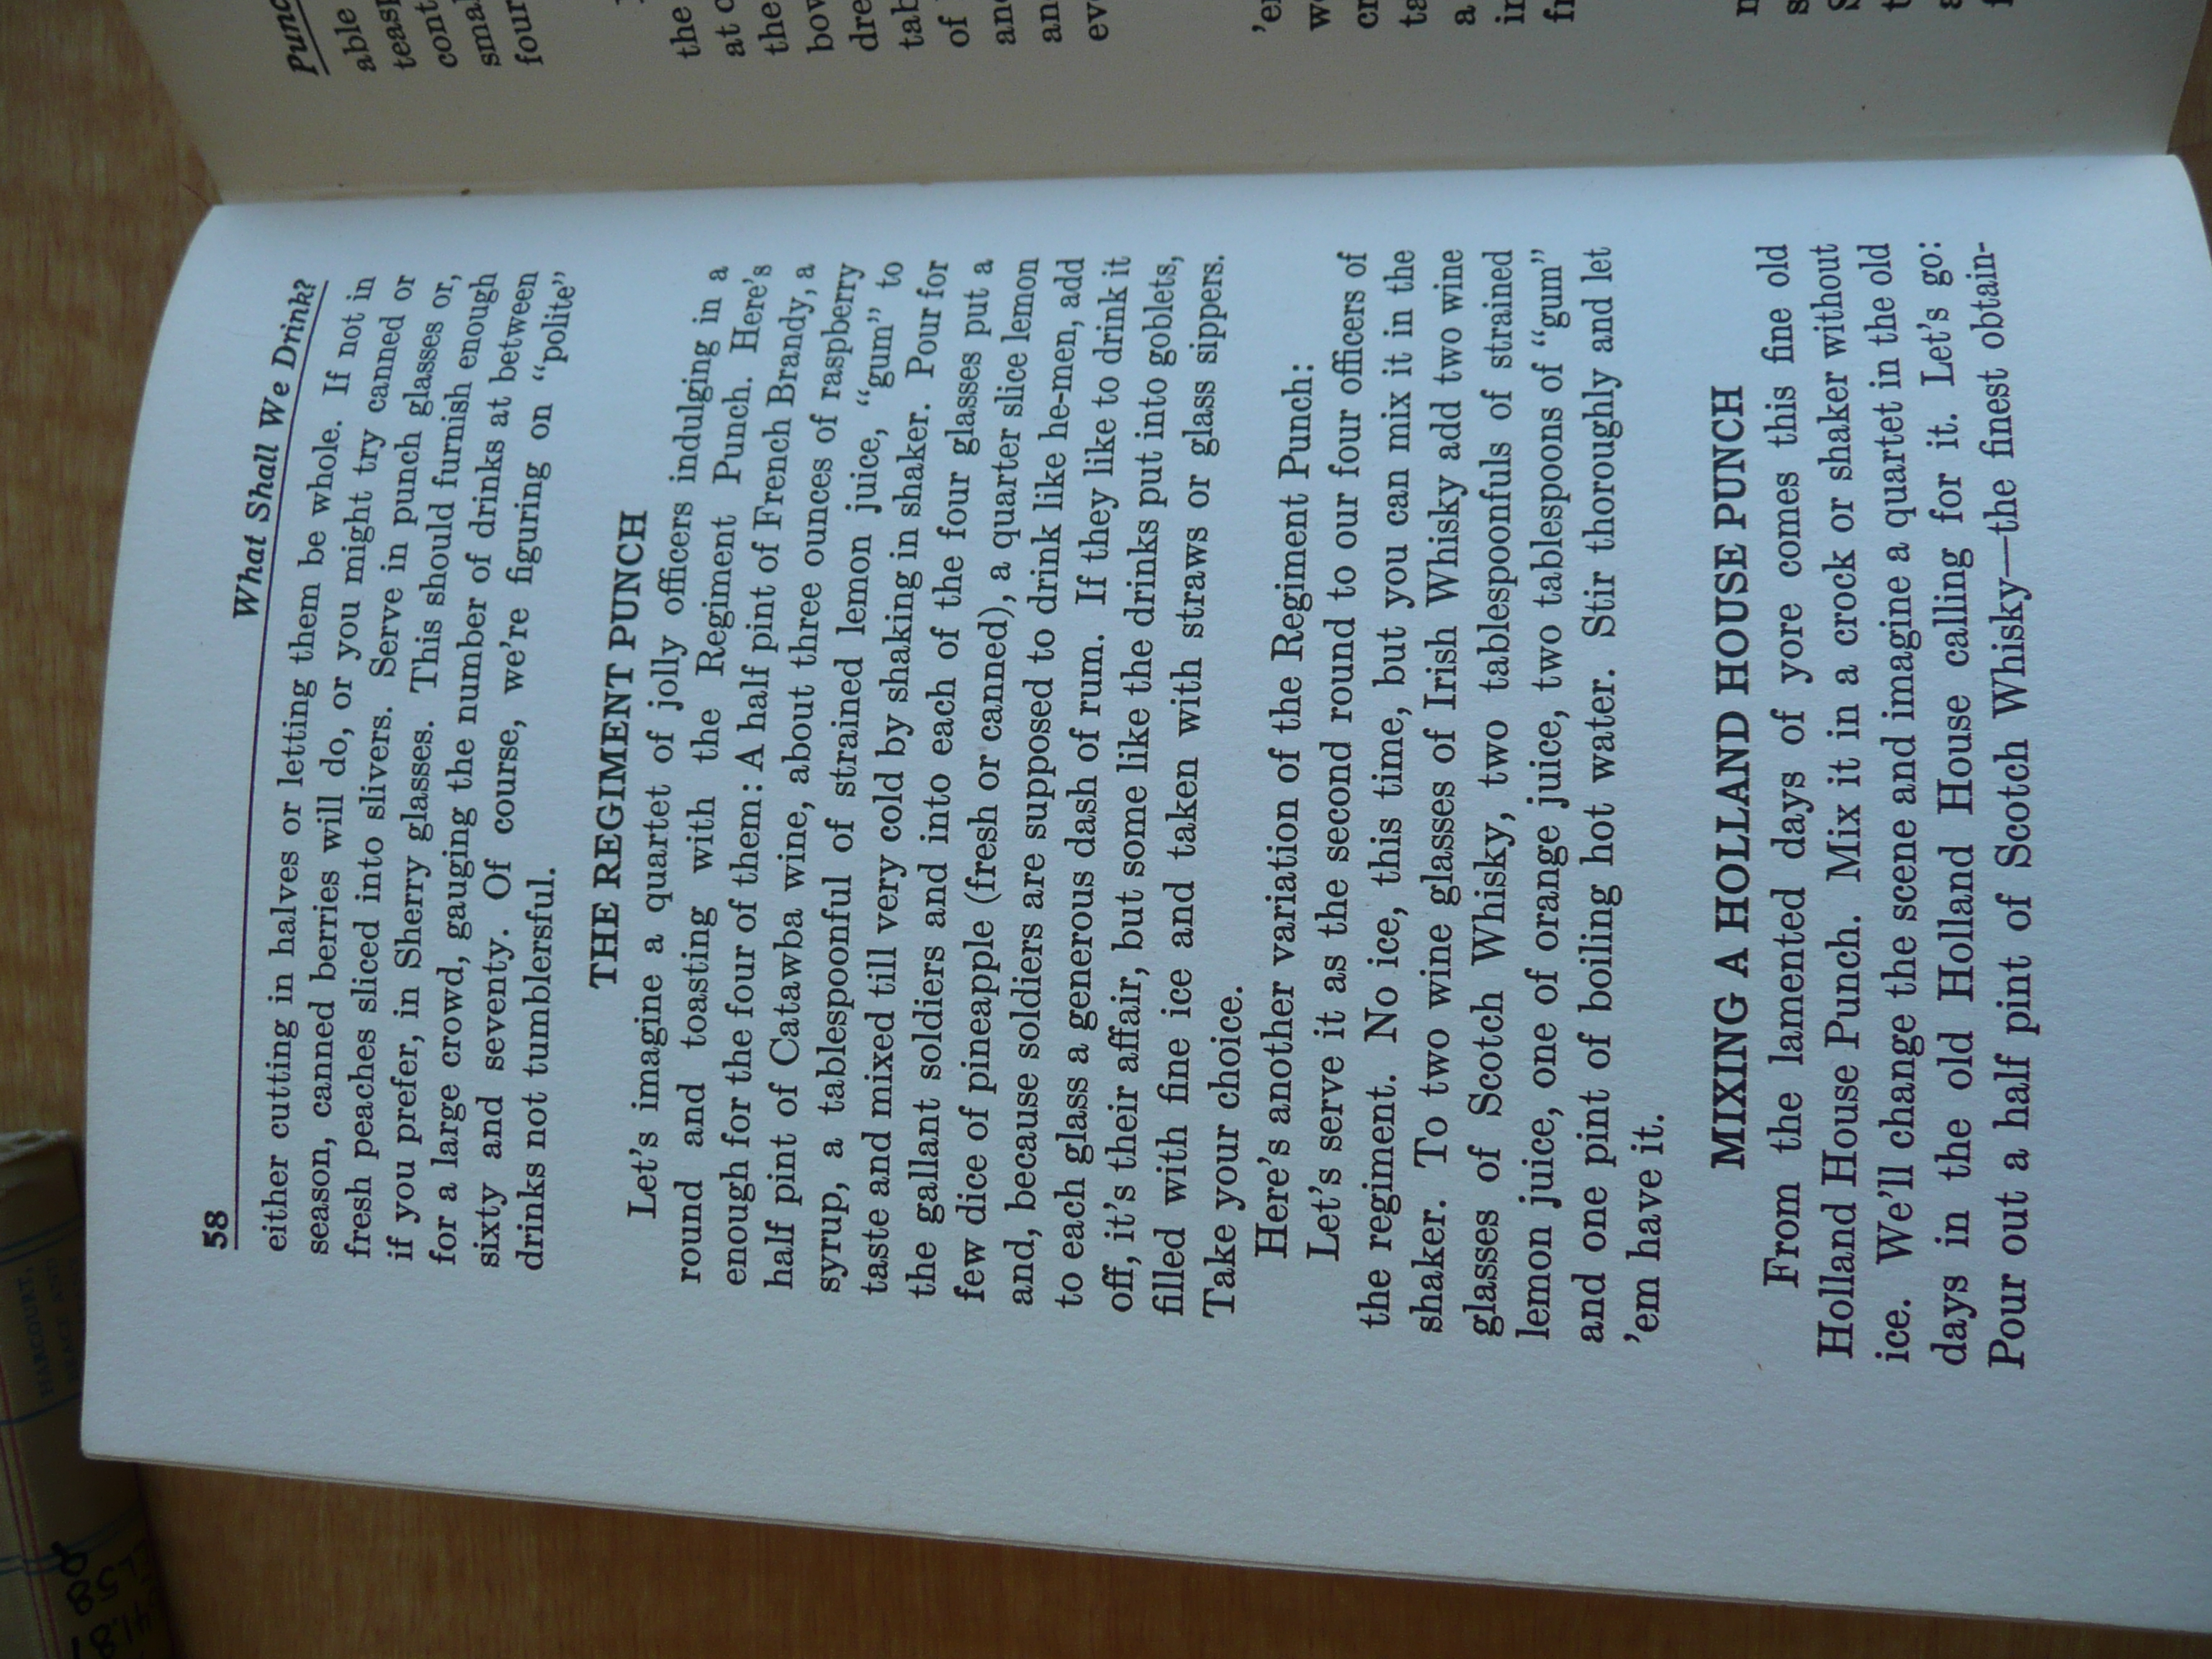 58
What Shall We Drink?
either cutting in halves or letting them be whole. If not in
season, canned berries will do, or you might try canned or
fresh peaches sliced into slivers. Serve in punch glasses or,
if you prefer, in Sherry glasses. This should furnish enough
for a large crowd, gauging the number of drinks at between
sixty and seventy. Of course, we're figuring on “polite”
drinks not tumblersful.
THE REGIMENT PUNCH
Let's imagine a quartet of jolly officers indulging in a
round and toasting with the Regiment Punch. Here's
enough for the four of them: A half pint of French Brandy, a
half pint of Catawba wine, about three ounces of raspberry
syrup, a tablespoonful of strained lemon juice, “gum” to
taste and mixed till very cold by shaking in shaker. Pour for
the gallant soldiers and into each of the four glasses put a
few dice of pineapple (fresh or canned), a quarter slice lemon
and, because soldiers are supposed to drink like he-men, add
to each glass a generous dash of rum. If they like to drink it
off, it's their affair, but some like the drinks put into goblets,
filled with fine ice and taken with straws or glass sippers.
Take your choice.
Here's another variation of the Regiment Punch:
Let's serve it as the second round to our four officers of
the regiment. No ice, this time, but you can mix it in the
shaker. To two wine glasses of Irish Whisky add two wine
glasses of Scotch Whisky, two tablespoonfuls of strained
lemon juice, one of orange juice, two tablespoons of “gum”
and one pint of boiling hot water. Stir thoroughly and let
'em have it.
MIXING A HOLLAND HOUSE PUNCH
From the lamented days of yore comes this fine old
Holland House Punch. Mix it in a crock or shaker without
ice. We'll change the scene and imagine a quartet in the old
days in the old Holland House calling for it. Let's go:
Pour out a half pint of Scotch Whisky—the finest obtain-
able
four
the
at
the
of
'em
a
HARCOURT,